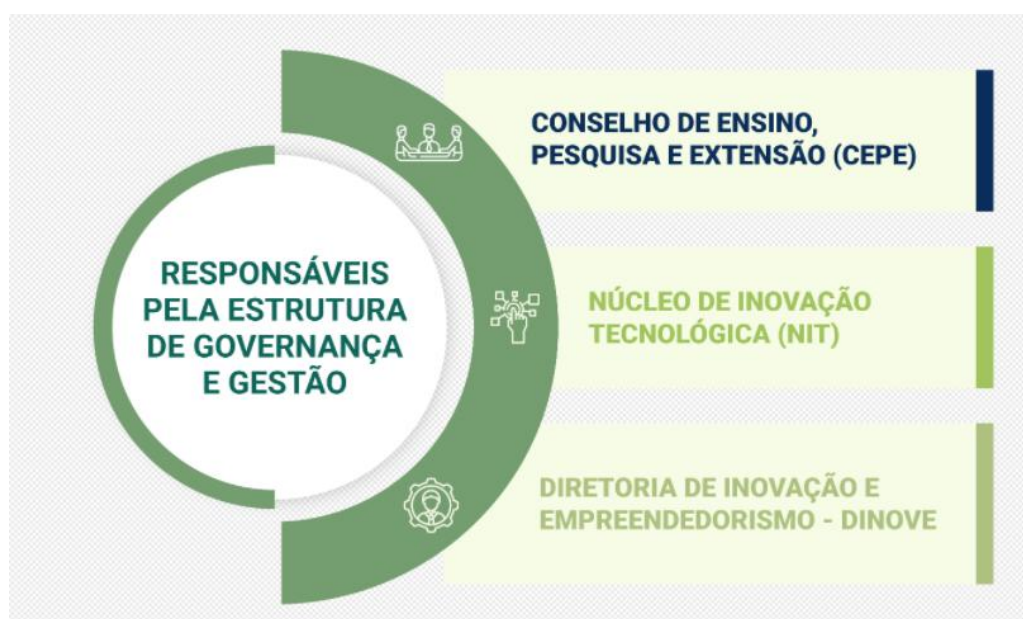 RESPONSÁVEIS
PELA ESTRUTURA
DE GOVERNANÇA
E GESTÃO
CONSELHO DE ENSINO,
PESQUISA E EXTENSÃO (CEPE)
NÚCLEO DE INOVAÇÃO
TECNOLÓGICA (NIT)
DIRETORIA DE INOVAÇÃO E
EMPREENDEDORISMO - DINOVE